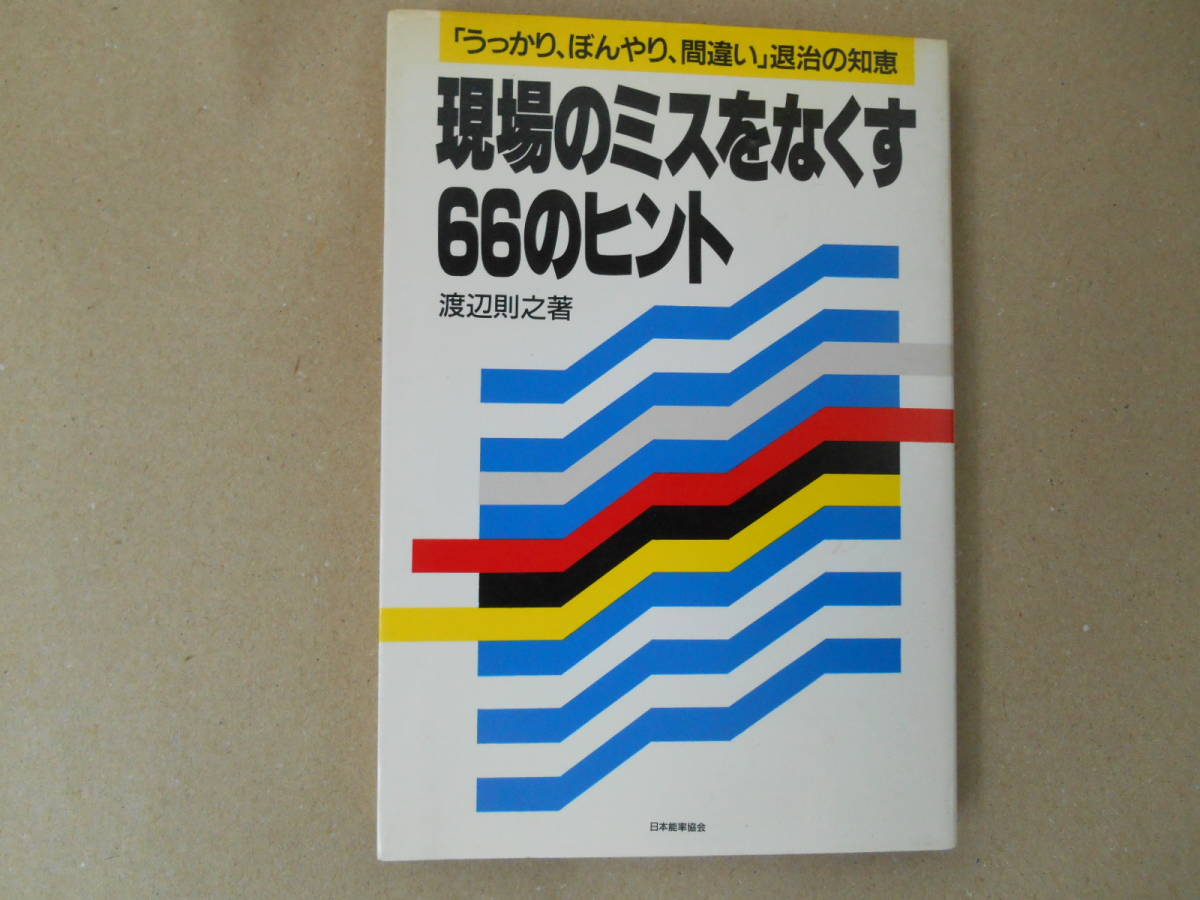 「うっかり、ぼんやり、間違い」退治の知恵
現場のミスをなくす
66のヒント
渡辺則之著
日本能率協会